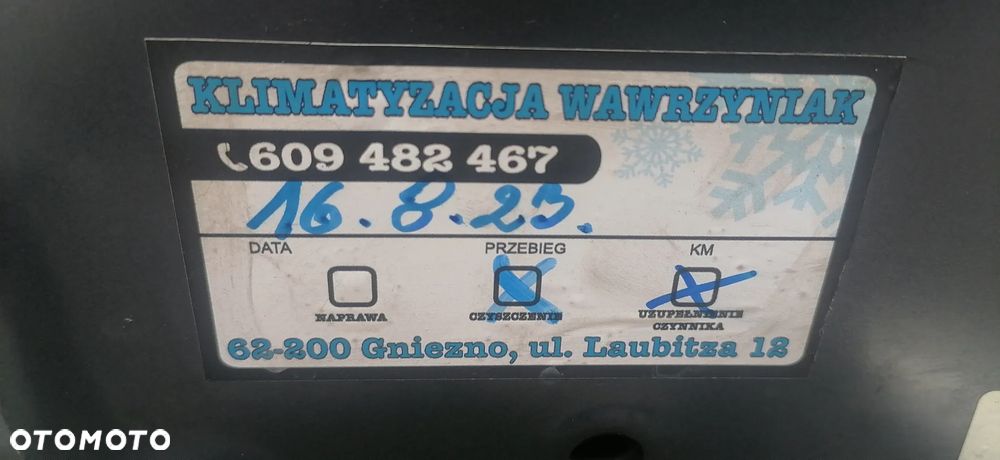 KLIMATYZACJA WAWRZYNIAK
609 482 467
16.8.23.
DATA PRZEBIEG KM
NAPRAWA CZYSZCZENIE UZUPEŁNIENIE
CZYNNIKA
62-200 Gniezno, ul. Laubitza 12
OTOMOTO